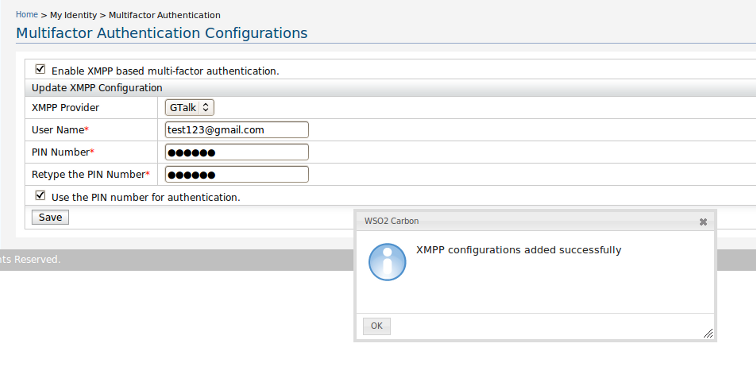 Home > My Identity > Multifactor Authentication
Multifactor Authentication Configurations
Enable XMPP based multi-factor authentication.
Update XMPP Configuration
XMPP Provider GTalk
User Name* test123@gmail.com
PIN Number* ●●●●●●
Retype the PIN Number* ●●●●●●
Use the PIN number for authentication.
Save
WSO2 Carbon
XMPP configurations added successfully
nts Reserved.
OK